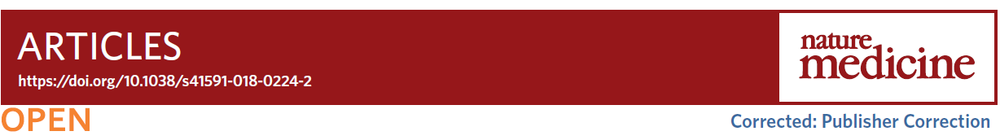 ARTICLES
https://doi.org/10.1038/s41591-018-0224-2
nature
medicine
OPEN
Corrected: Publisher Correction